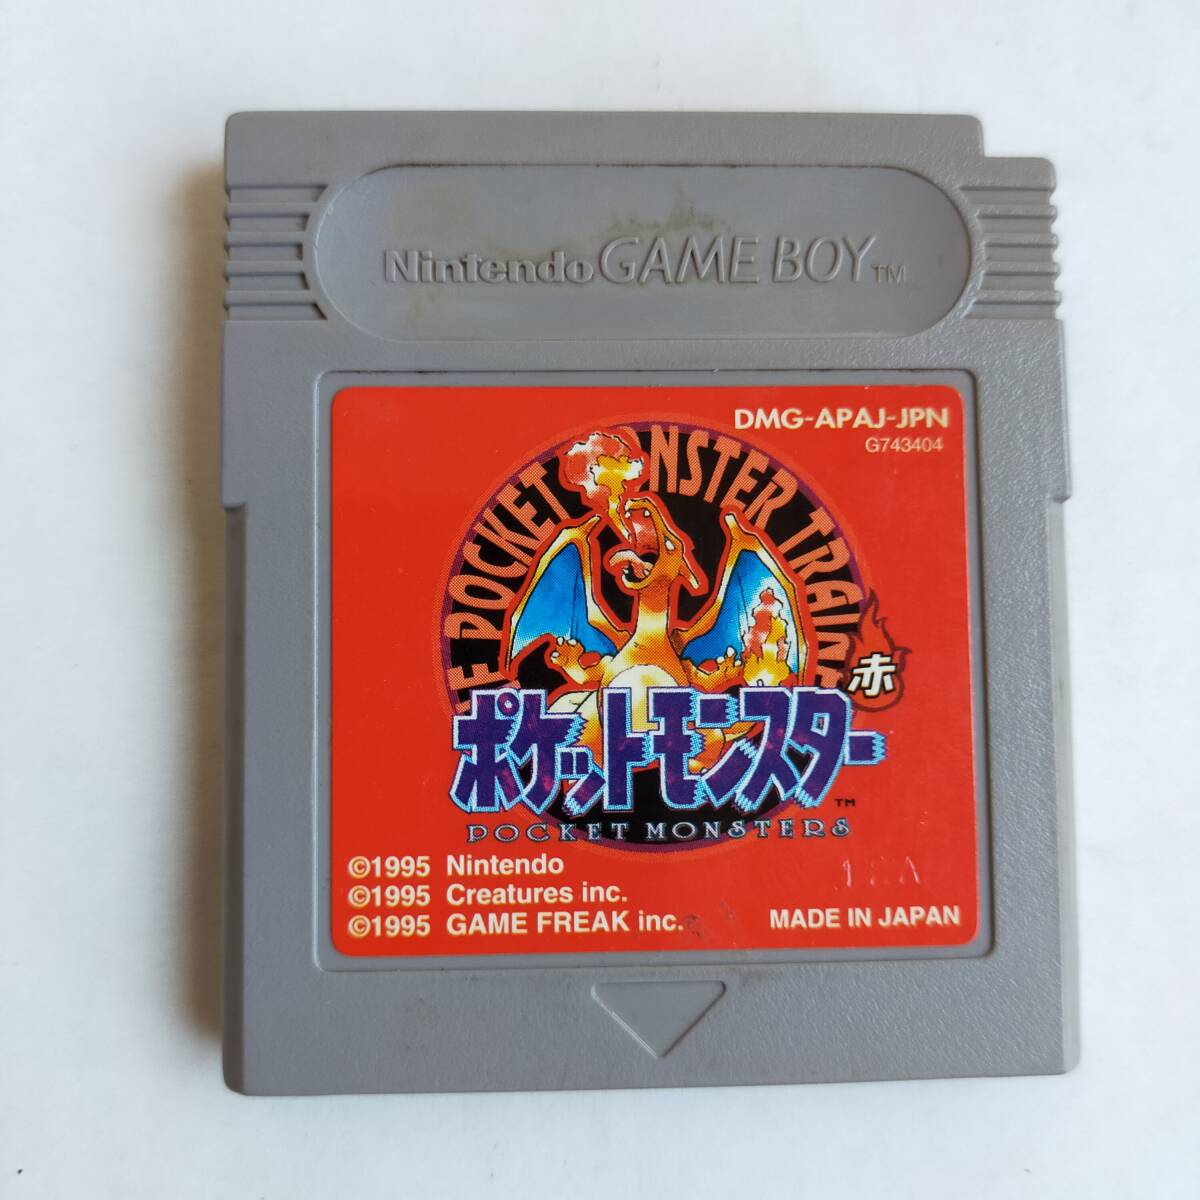 Nintendo GAME BOY™
DMG-APAJ-JPN
G743404
POCKET MONSTER
赤
ポケットモンスター™
POCKET MONSTERS
©1995 Nintendo
©1995 Creatures inc.
©1995 GAME FREAK inc.
MADE IN JAPAN